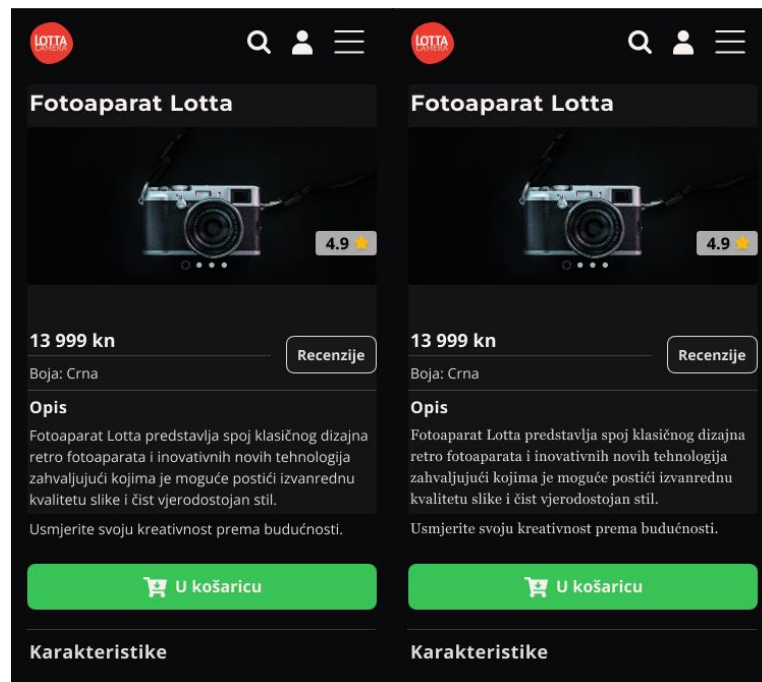 LOTTA
CAMERA
Fotoaparat Lotta
4.9
13 999 kn
Recenzije
Boja: Crna
Opis
Fotoaparat Lotta predstavlja spoj klasičnog dizajna
retro fotoaparata i inovativnih novih tehnologija
zahvaljujući kojima je moguće postići izvanrednu
kvalitetu slike i čist vjerodostojan stil.
Usmjerite svoju kreativnost prema budućnosti.
U košaricu
Karakteristike
LOTTA
CAMERA
Fotoaparat Lotta
4.9
13 999 kn
Recenzije
Boja: Crna
Opis
Fotoaparat Lotta predstavlja spoj klasičnog dizajna
retro fotoaparata i inovativnih novih tehnologija
zahvaljujući kojima je moguće postići izvanrednu
kvalitetu slike i čist vjerodostojan stil.
Usmjerite svoju kreativnost prema budućnosti.
U košaricu
Karakteristike